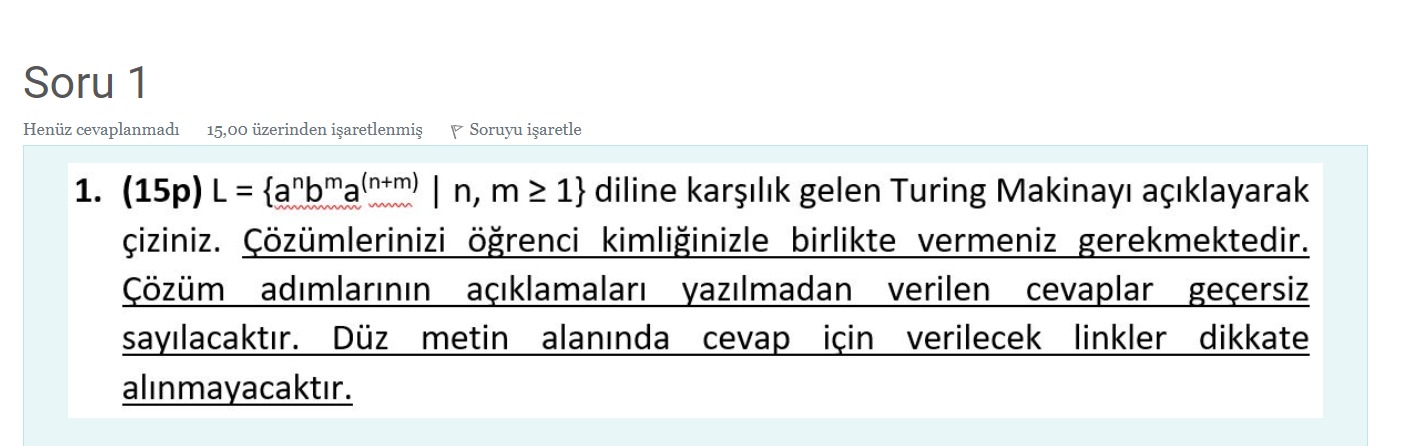 Soru 1
Henüz cevaplanmadı 15,00 üzerinden işaretlenmiş Soruyu işaretle
1. (15p) L = {aⁿbᵐa⁽ⁿ⁺ᵐ⁾ | n, m ≥ 1} diline karşılık gelen Turing Makinayı açıklayarak
çiziniz. Çözümlerinizi öğrenci kimliğinizle birlikte vermeniz gerekmektedir.
Çözüm adımlarının açıklamaları yazılmadan verilen cevaplar geçersiz
sayılacaktır. Düz metin alanında cevap için verilecek linkler dikkate
alınmayacaktır.